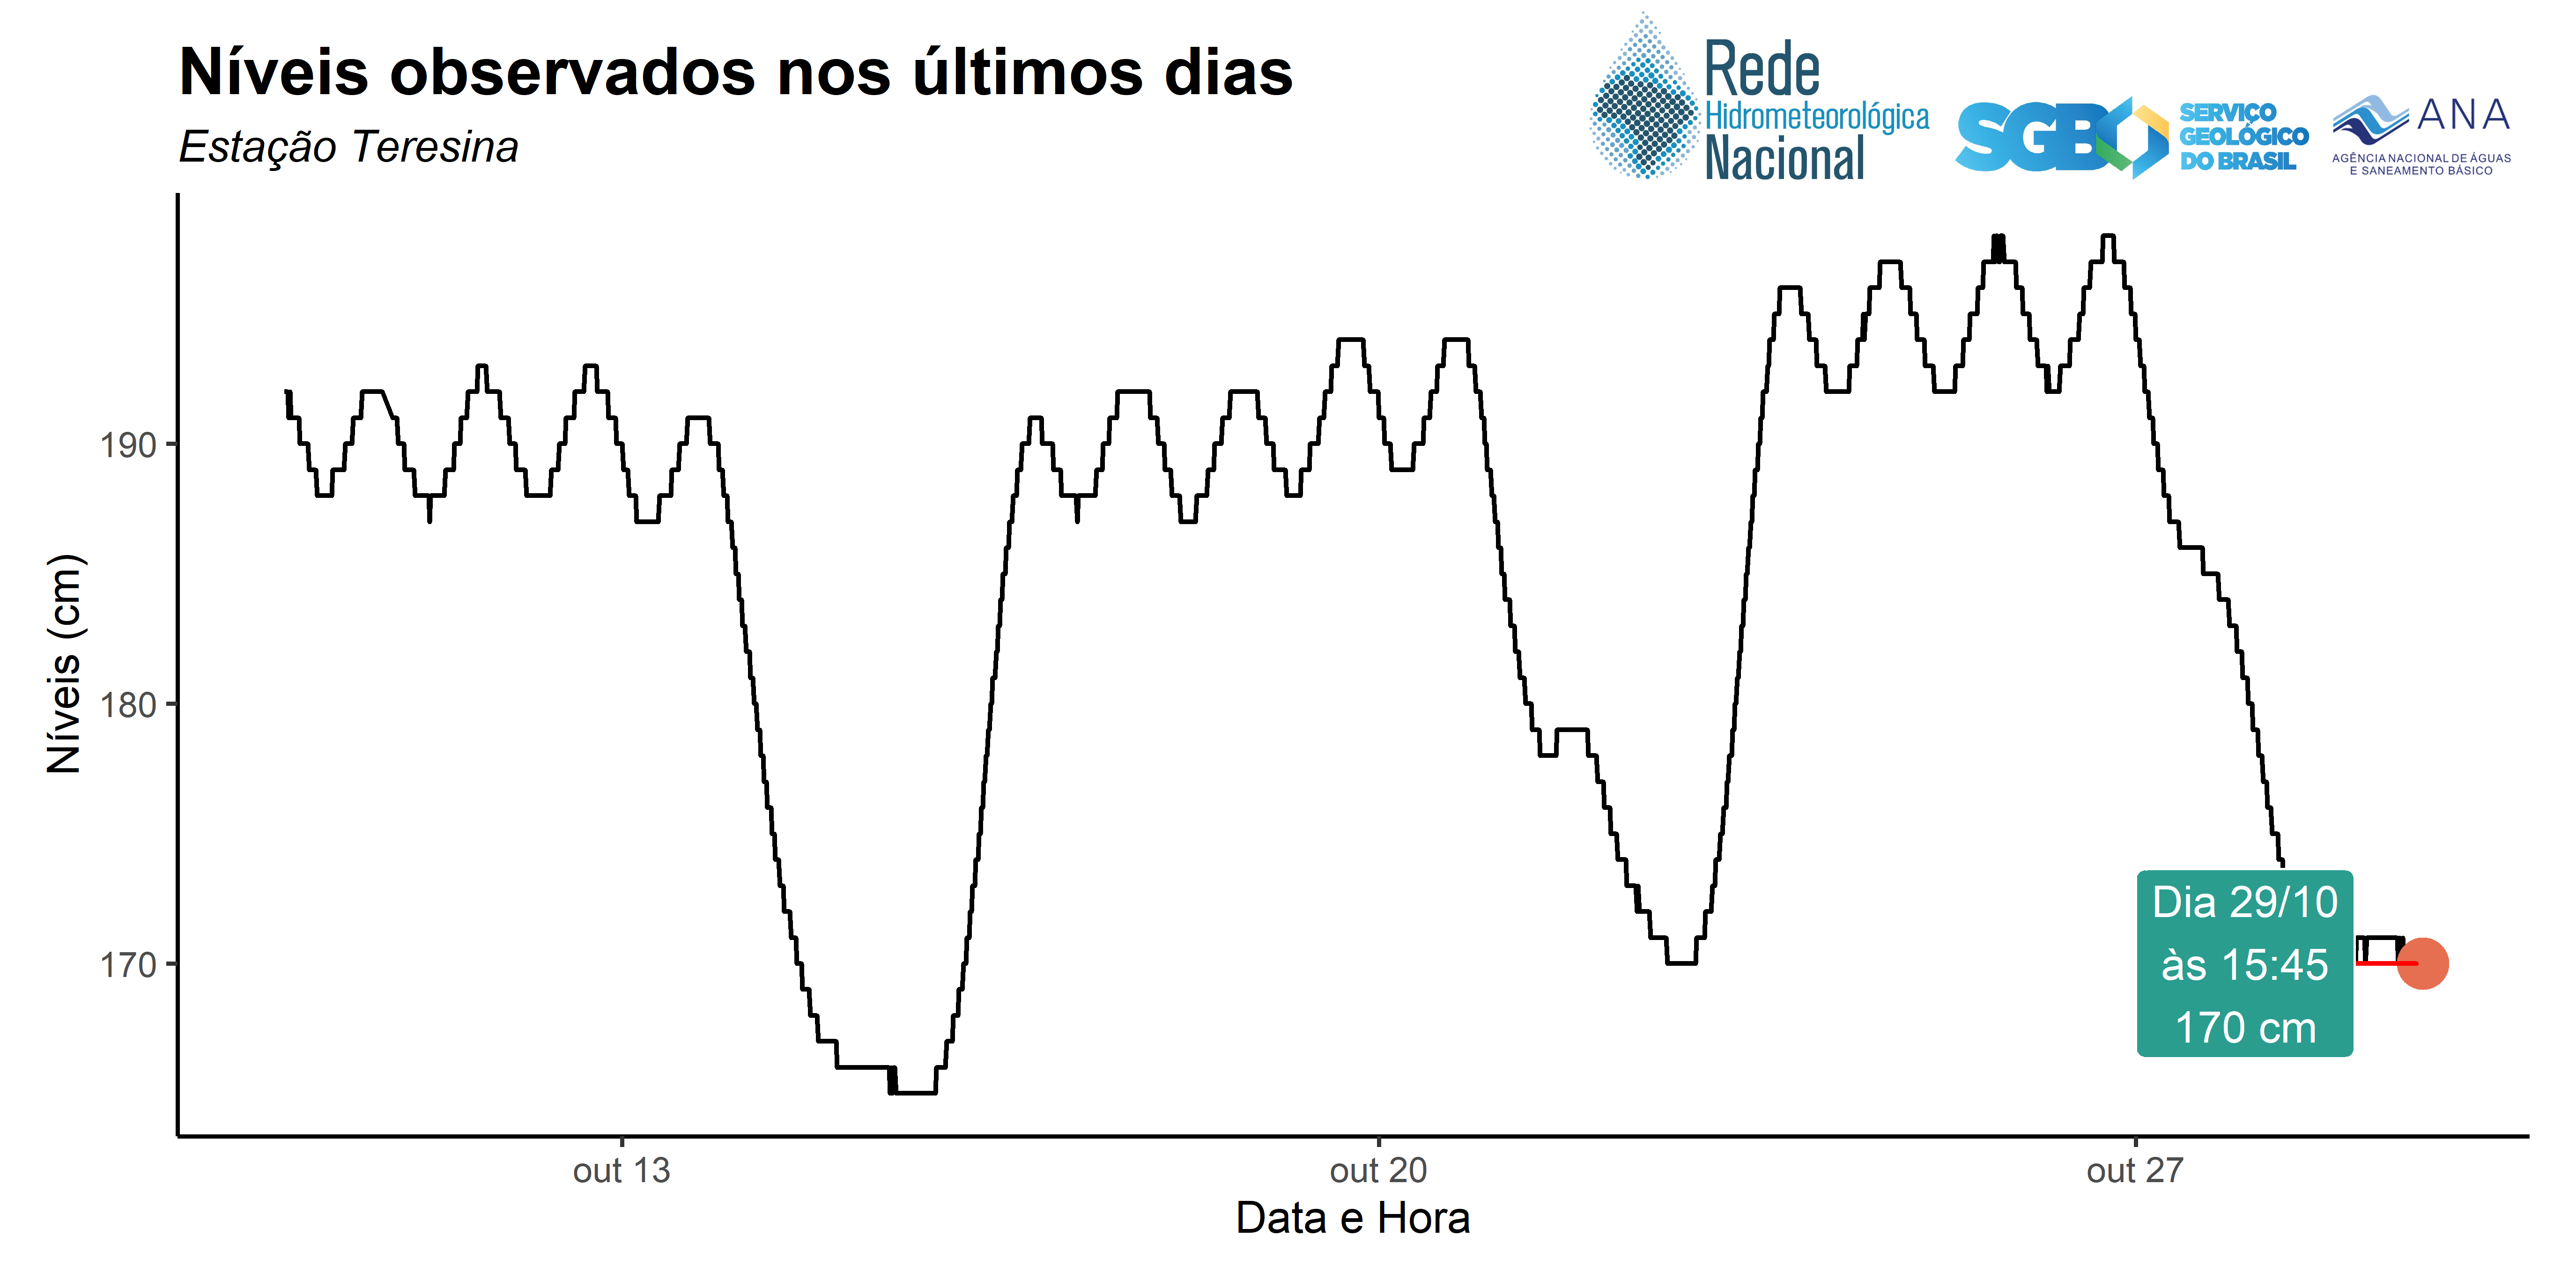 Níveis observados nos últimos dias
Estação Teresina
Rede
Hidrometeorológica
Nacional
SGB
SERVIÇO
GEOLÓGICO
DO BRASIL
ANA
AGÊNCIA NACIONAL DE ÁGUAS
E SANEAMENTO BÁSICO
Níveis (cm)
190
180
170
Dia 29/10
às 15:45
170 cm
out 13
out 20
out 27
Data e Hora